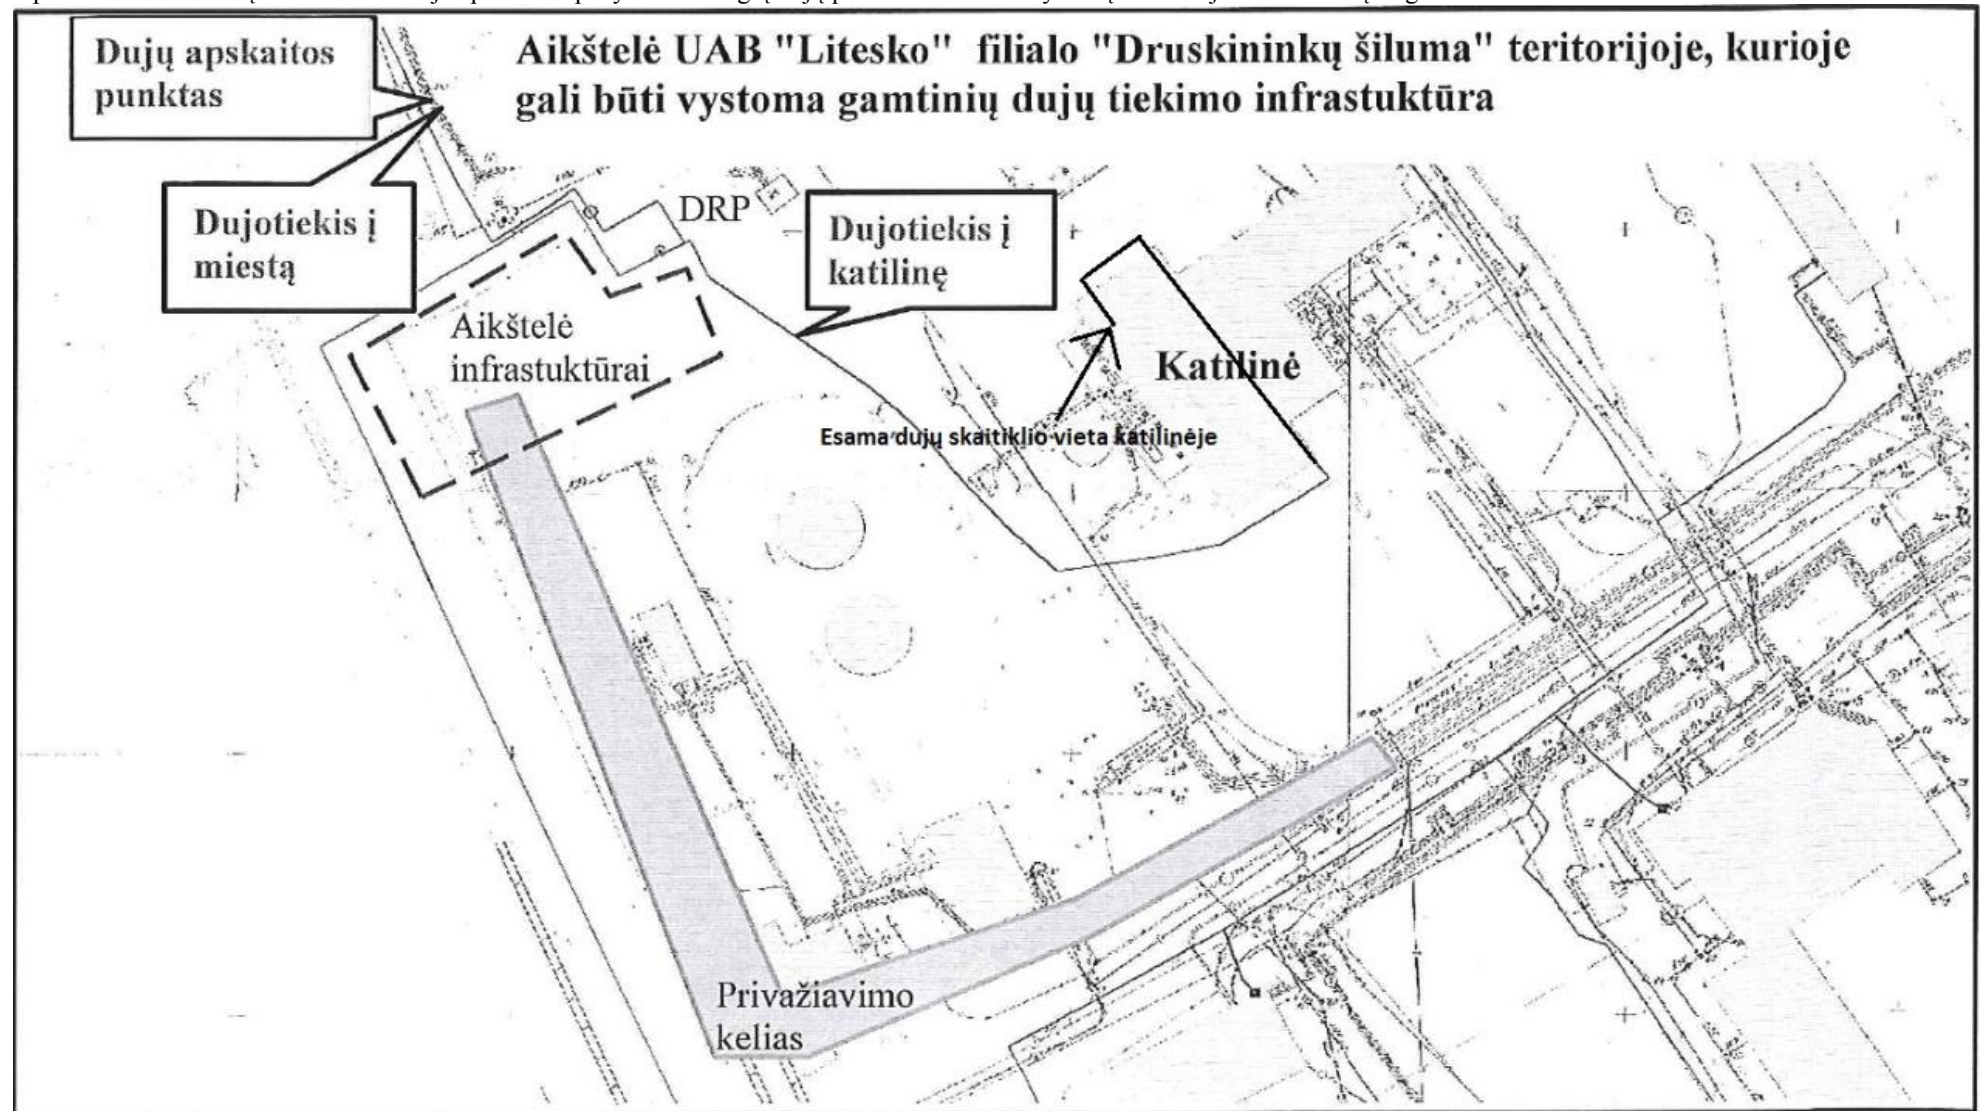 Dujų apskaitos
punktas
Aikštelė UAB "Litesko" filialo "Druskininkų šiluma" teritorijoje, kurioje
gali būti vystoma gamtinių dujų tiekimo infrastuktūra
Dujotiekis į
miestą
DRP
Dujotiekis į
katilinę
Aikštelė
infrastuktūrai
Katilinė
Esama dujų skaitiklio vieta katilinėje
Privažiavimo
kelias